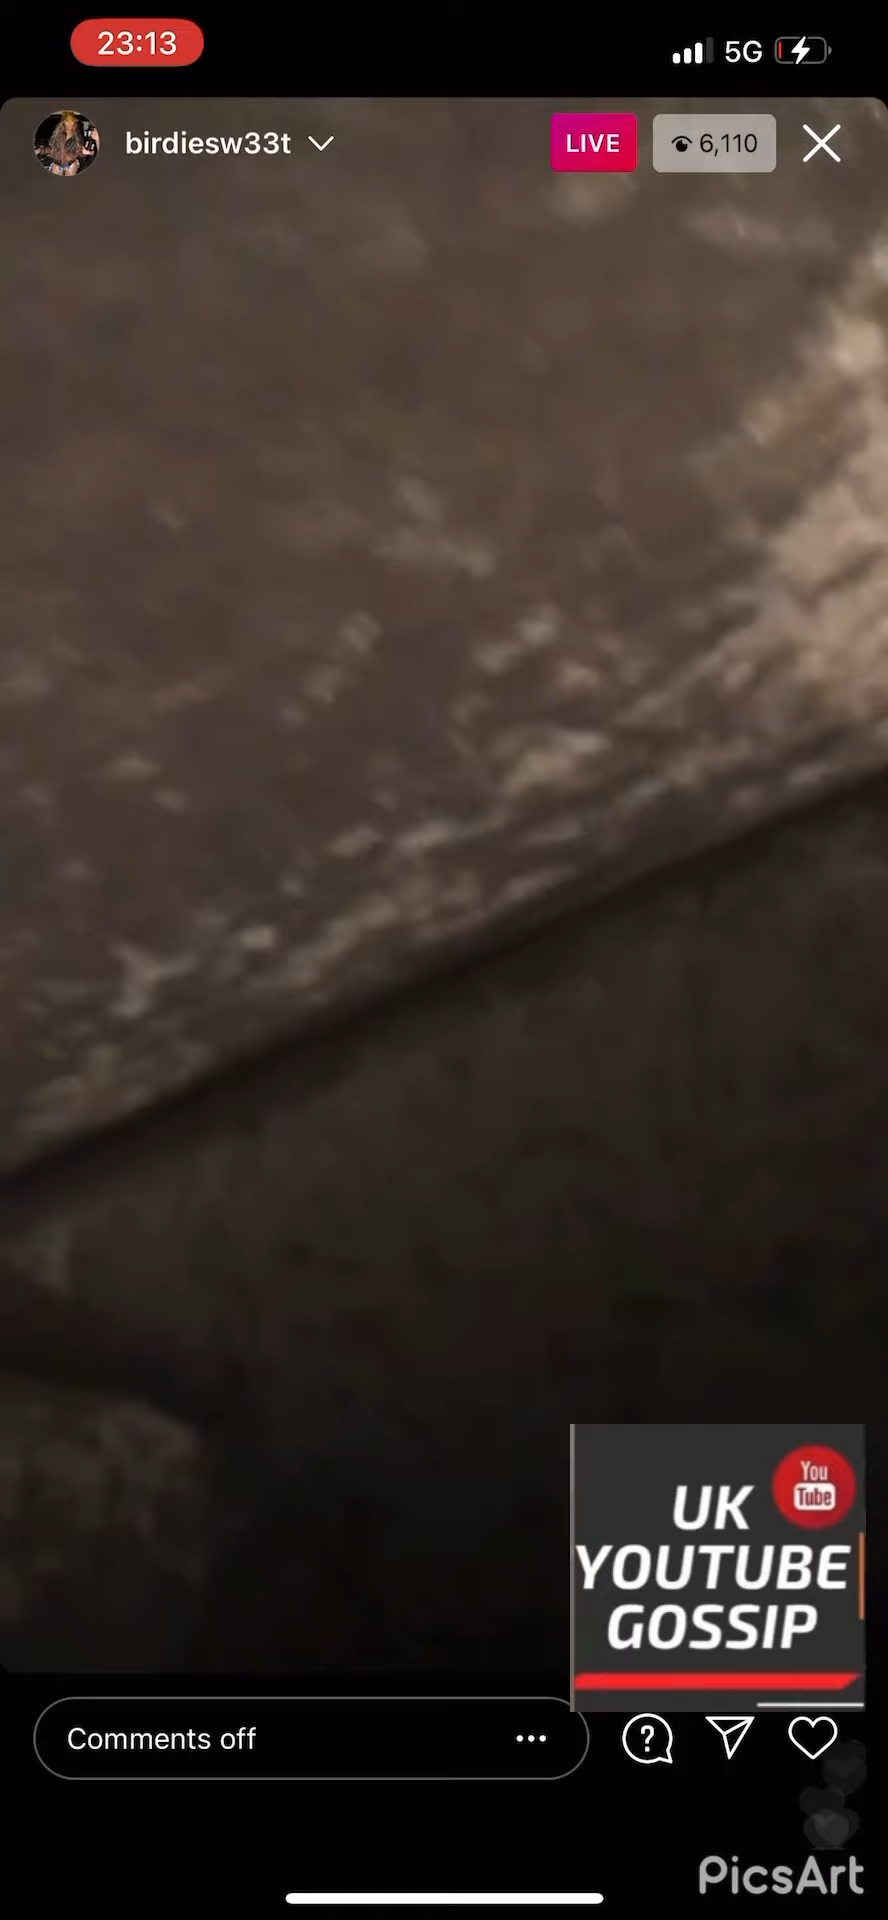 23:13
5G
birdiesw33t
LIVE
6,110
You
Tube
UK
YOUTUBE
GOSSIP
Comments off
?
PicsArt